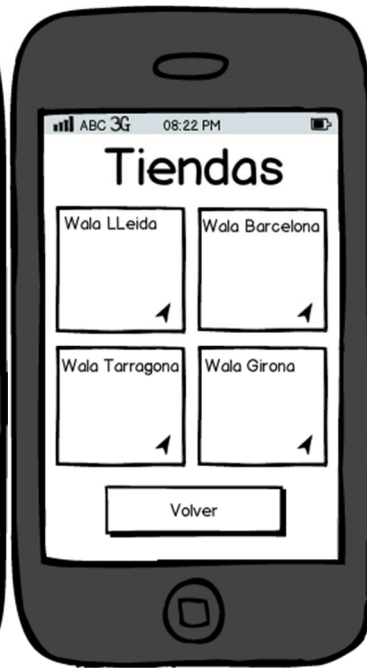 ABC 3G 08:22 PM
Tiendas
Wala LLeida
Wala Barcelona
Wala Tarragona
Wala Girona
Volver